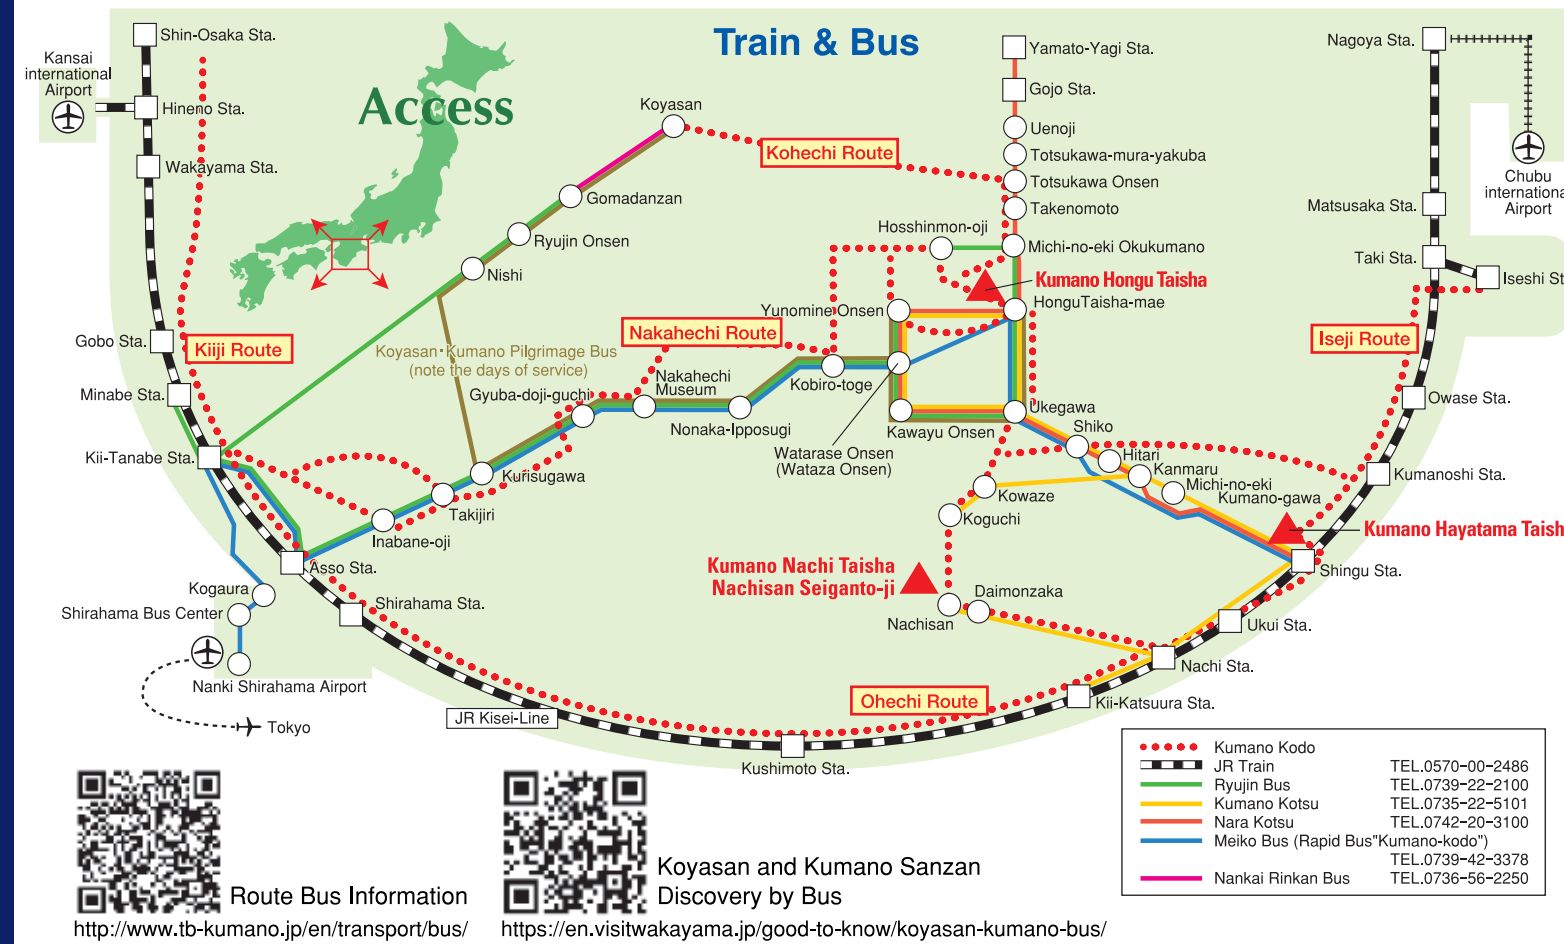 Train & Bus
Access
Shin-Osaka Sta.
Kansai
international
Airport
Hineno Sta.
Wakayama Sta.
Gobo Sta.
Minabe Sta.
Kii-Tanabe Sta.
Kiiji Route
Koyasan
Gomadanzan
Ryujin Onsen
Nishi
Koyasan・Kumano Pilgrimage Bus
(note the days of service)
Kohechi Route
Yamato-Yagi Sta.
Gojo Sta.
Uenoji
Totsukawa-mura-yakuba
Totsukawa Onsen
Takenomoto
Hosshinmon-oji
Michi-no-eki Okukumano
Kumano Hongu Taisha
HonguTaisha-mae
Yunomine Onsen
Nakahechi Route
Gyuba-doji-guchi
Nakahechi
Museum
Nonaka-Ipposugi
Kobiro-toge
Kawayu Onsen
Watarase Onsen
(Wataza Onsen)
Ukegawa
Shiko
Hitari
Kanmaru
Michi-no-eki
Kumano-gawa
Kowaze
Koguchi
Kurisugawa
Takijiri
Inabane-oji
Asso Sta.
Shirahama Sta.
Kogaura
Shirahama Bus Center
Nanki Shirahama Airport
Tokyo
JR Kisei-Line
Kushimoto Sta.
Ohechi Route
Kumano Nachi Taisha
Nachisan Seiganto-ji
Nachisan
Daimonzaka
Kii-Katsuura Sta.
Nachi Sta.
Ukui Sta.
Shingu Sta.
Kumano Hayatama Taish
Kumanoshi Sta.
Owase Sta.
Iseji Route
Iseshi St
Taki Sta.
Matsusaka Sta.
Nagoya Sta.
Chubu
internationa
Airport
Kumano Kodo
JR Train TEL.0570-00-2486
Ryujin Bus TEL.0739-22-2100
Kumano Kotsu TEL.0735-22-5101
Nara Kotsu TEL.0742-20-3100
Meiko Bus (Rapid Bus"Kumano-kodo")
TEL.0739-42-3378
Nankai Rinkan Bus TEL.0736-56-2250
Route Bus Information
http://www.tb-kumano.jp/en/transport/bus/
Koyasan and Kumano Sanzan
Discovery by Bus
https://en.visitwakayama.jp/good-to-know/koyasan-kumano-bus/